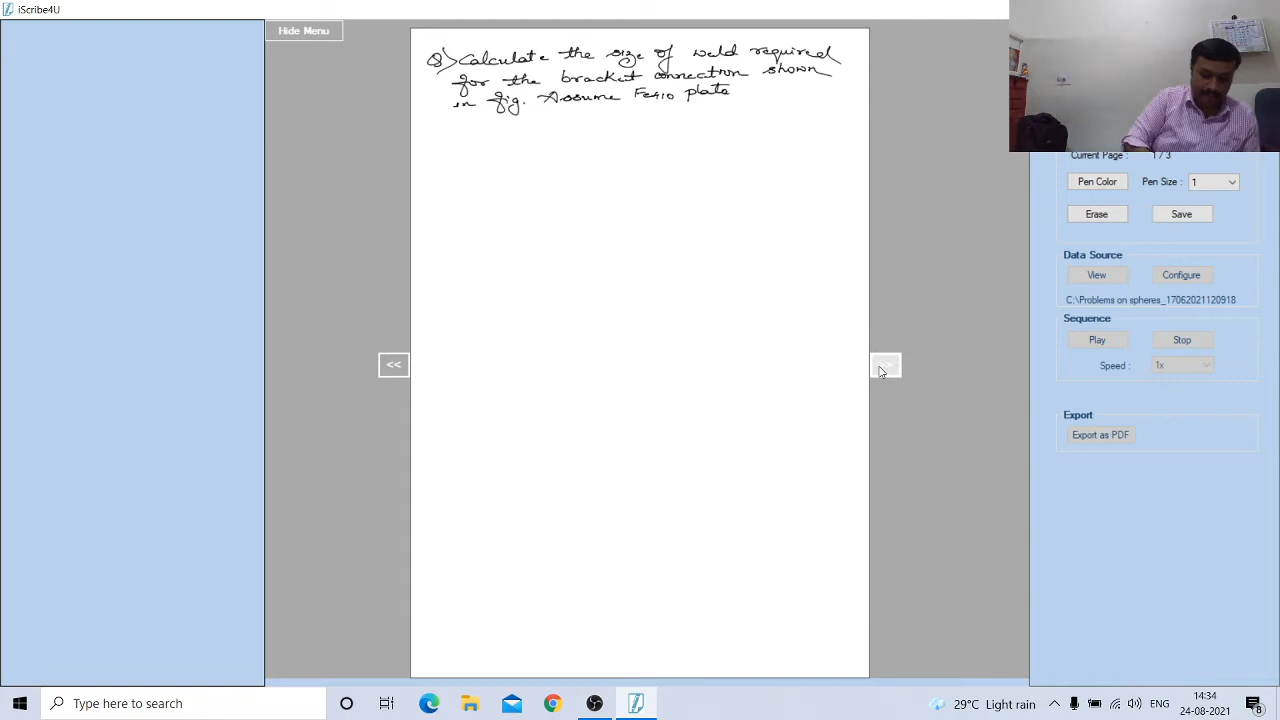 iScribe4U
Hide Menu
Q) Calculate the size of weld required
for the bracket connection shown
in fig. Assume Fe410 plate
<<
>>
Current Page : 1 / 3
Pen Color
Pen Size : 1
Erase
Save
Data Source
View
Configure
C:\Problems on spheres_17062021120918
Sequence
Play
Stop
Speed : 1x
Export
Export as PDF
Type here to search
29°C Light rain
ENG
14:34
24-08-2021
8